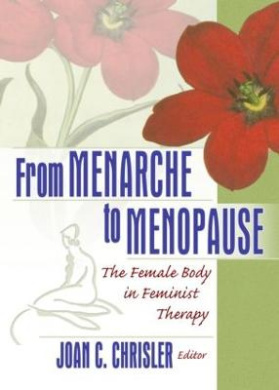 From MENARCHE
to MENOPAUSE
The Female Body
in Feminist
Therapy
JOAN C. CHRISLER Editor